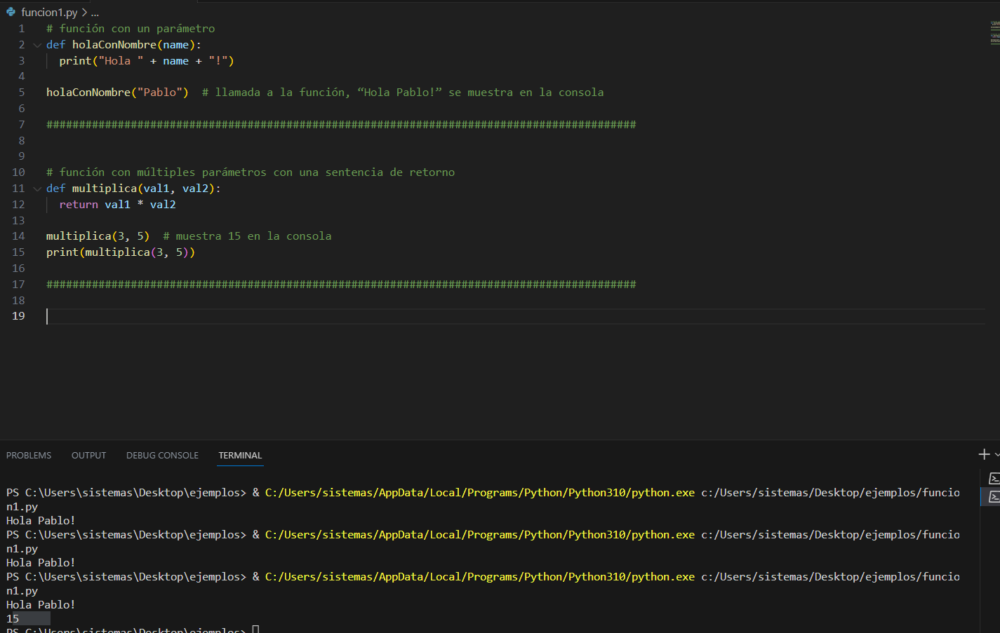 funcion1.py > ...
1 # función con un parámetro
2 def holaConNombre(name):
3 print("Hola " + name + "!")
4
5 holaConNombre("Pablo")  # llamada a la función, “Hola Pablo!” se muestra en la consola
6
7 ###########################################################################################
8
9
10 # función con múltiples parámetros con una sentencia de retorno
11 def multiplica(val1, val2):
12 return val1 * val2
13
14 multiplica(3, 5)  # muestra 15 en la consola
15 print(multiplica(3, 5))
16
17 ###########################################################################################
18
19
PROBLEMS OUTPUT DEBUG CONSOLE TERMINAL
PS C:\Users\sistemas\Desktop\ejemplos> & C:/Users/sistemas/AppData/Local/Programs/Python/Python310/python.exe c:/Users/sistemas/Desktop/ejemplos/funcio
n1.py
Hola Pablo!
PS C:\Users\sistemas\Desktop\ejemplos> & C:/Users/sistemas/AppData/Local/Programs/Python/Python310/python.exe c:/Users/sistemas/Desktop/ejemplos/funcio
n1.py
Hola Pablo!
PS C:\Users\sistemas\Desktop\ejemplos> & C:/Users/sistemas/AppData/Local/Programs/Python/Python310/python.exe c:/Users/sistemas/Desktop/ejemplos/funcio
n1.py
Hola Pablo!
15
PS C:\Users\sistemas\Desktop\ejemplos>